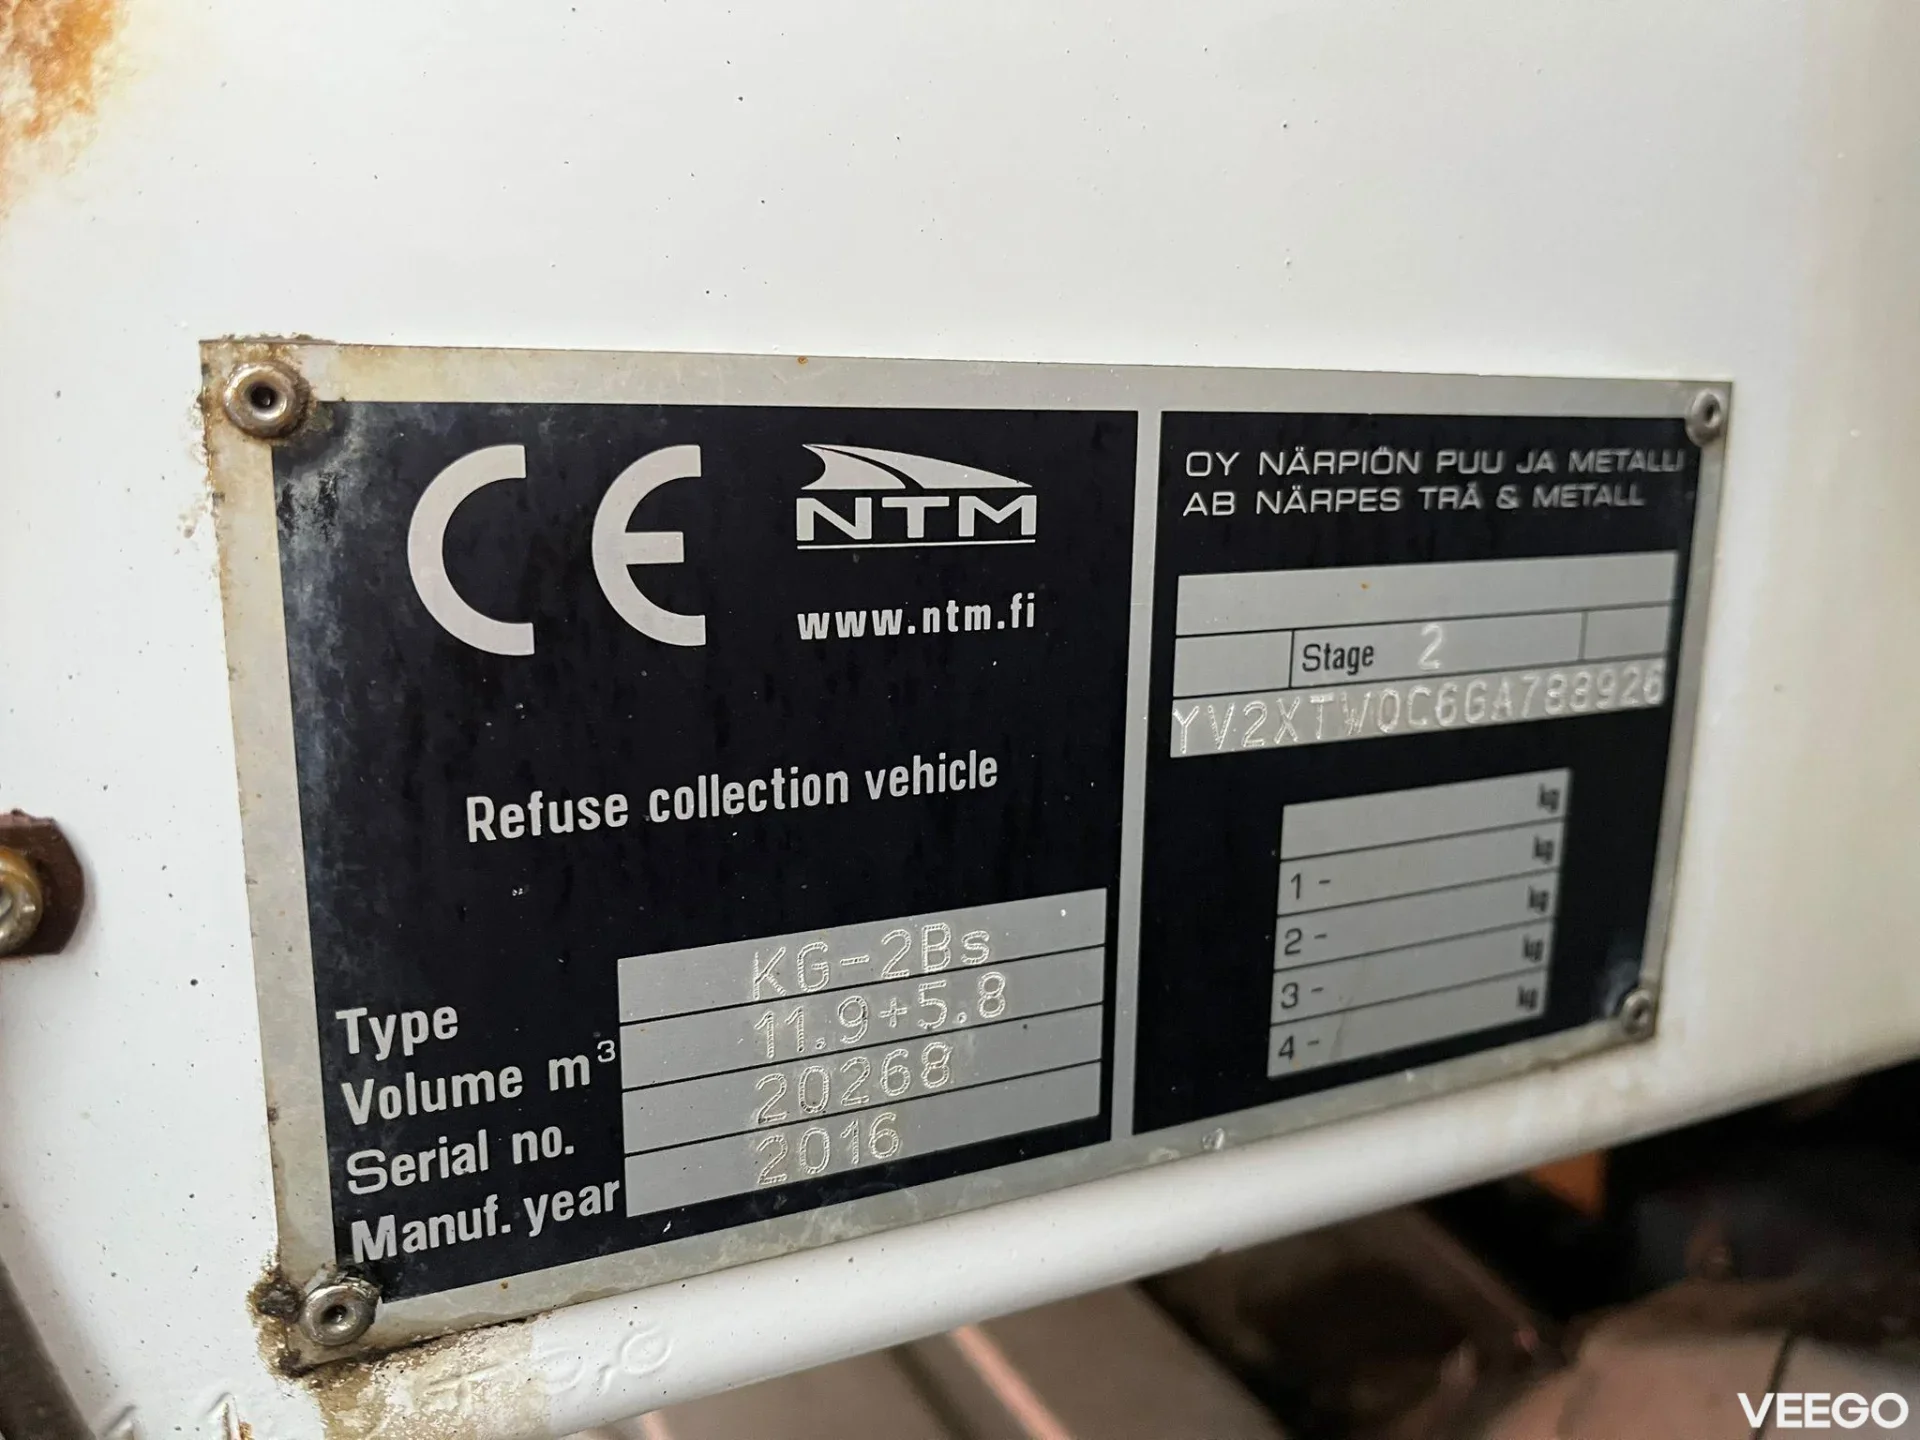 CE
NTM
www.ntm.fi
Refuse collection vehicle
Type KG-2Bs
Volume m³ 11.9+5.8
Serial no. 20268
Manuf. year 2016
OY NÄRPIÖN PUU JA METALLI
AB NÄRPES TRÄ & METALL
Stage 2
YV2XTW0C6GA788926
kg
1 - kg
2 - kg
3 - kg
4 - kg
VEEGO